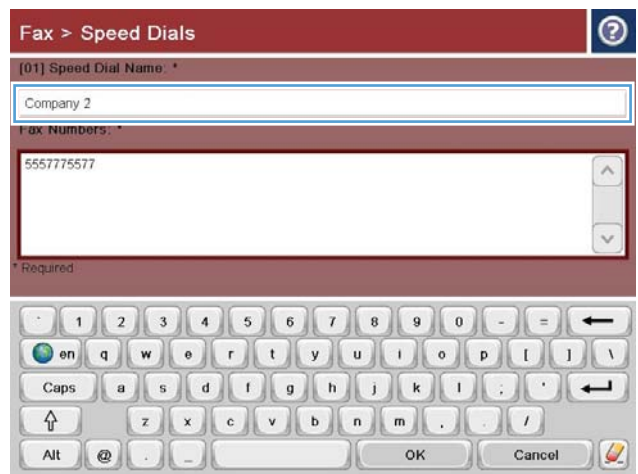 Fax > Speed Dials
[01] Speed Dial Name: *
Company 2
Fax Numbers: *
5557775577
* Required
` 1 2 3 4 5 6 7 8 9 0 - =
en q w e r t y u i o p [ ] \
Caps a s d f g h j k l ; '
z x c v b n m , . /
Alt @ . _ OK Cancel